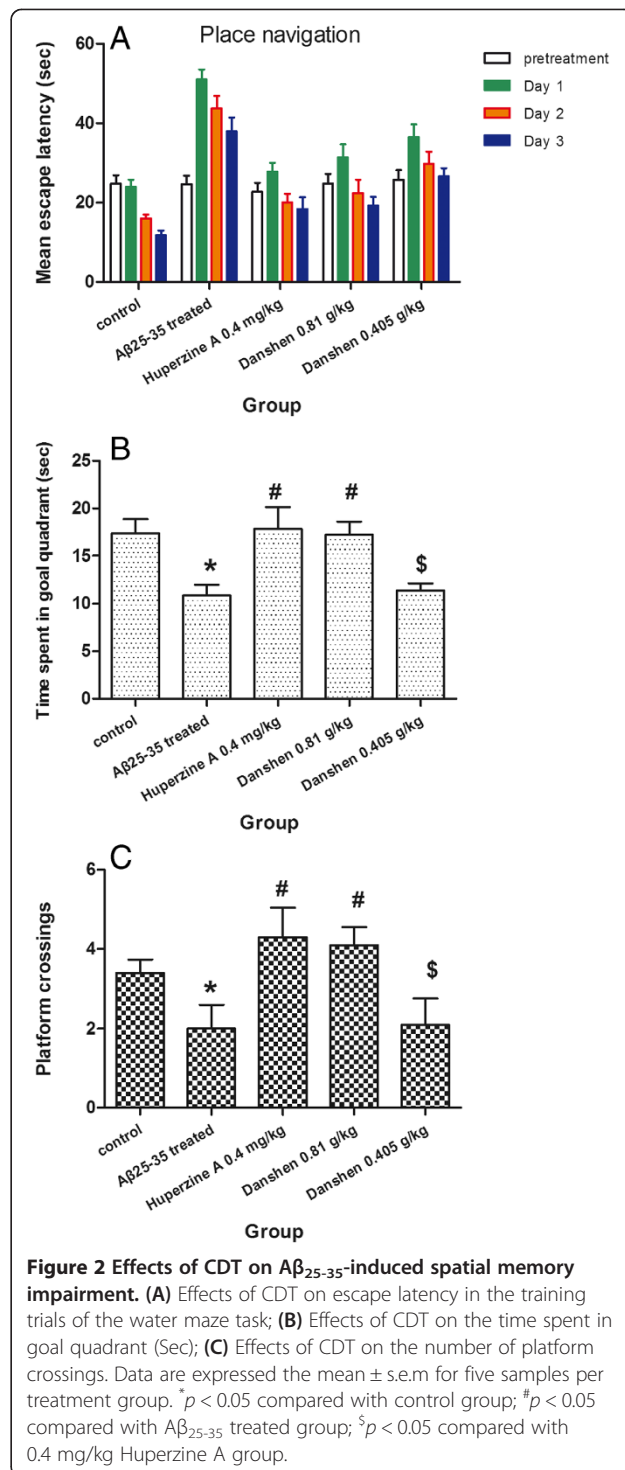 A Place navigation
pretreatment
Day 1
Day 2
Day 3
Mean escape latency (sec)
60
40
20
0
control
Aβ25-35 treated
Huperzine A 0.4 mg/kg
Danshen 0.81 g/kg
Danshen 0.405 g/kg
Group
B
Time spent in goal quadrant (sec)
25
20
15
10
5
0
*
#
#
$
control
Aβ25-35 treated
Huperzine A 0.4 mg/kg
Danshen 0.81 g/kg
Danshen 0.405 g/kg
Group
C
Platform crossings
6
4
2
0
*
#
#
$
control
Aβ25-35 treated
Huperzine A 0.4 mg/kg
Danshen 0.81 g/kg
Danshen 0.405 g/kg
Group
Figure 2 Effects of CDT on Aβ25-35-induced spatial memory
impairment. (A) Effects of CDT on escape latency in the training
trials of the water maze task; (B) Effects of CDT on the time spent in
goal quadrant (Sec); (C) Effects of CDT on the number of platform
crossings. Data are expressed the mean ± s.e.m for five samples per
treatment group. *p < 0.05 compared with control group; #p < 0.05
compared with Aβ25-35 treated group; $p < 0.05 compared with
0.4 mg/kg Huperzine A group.